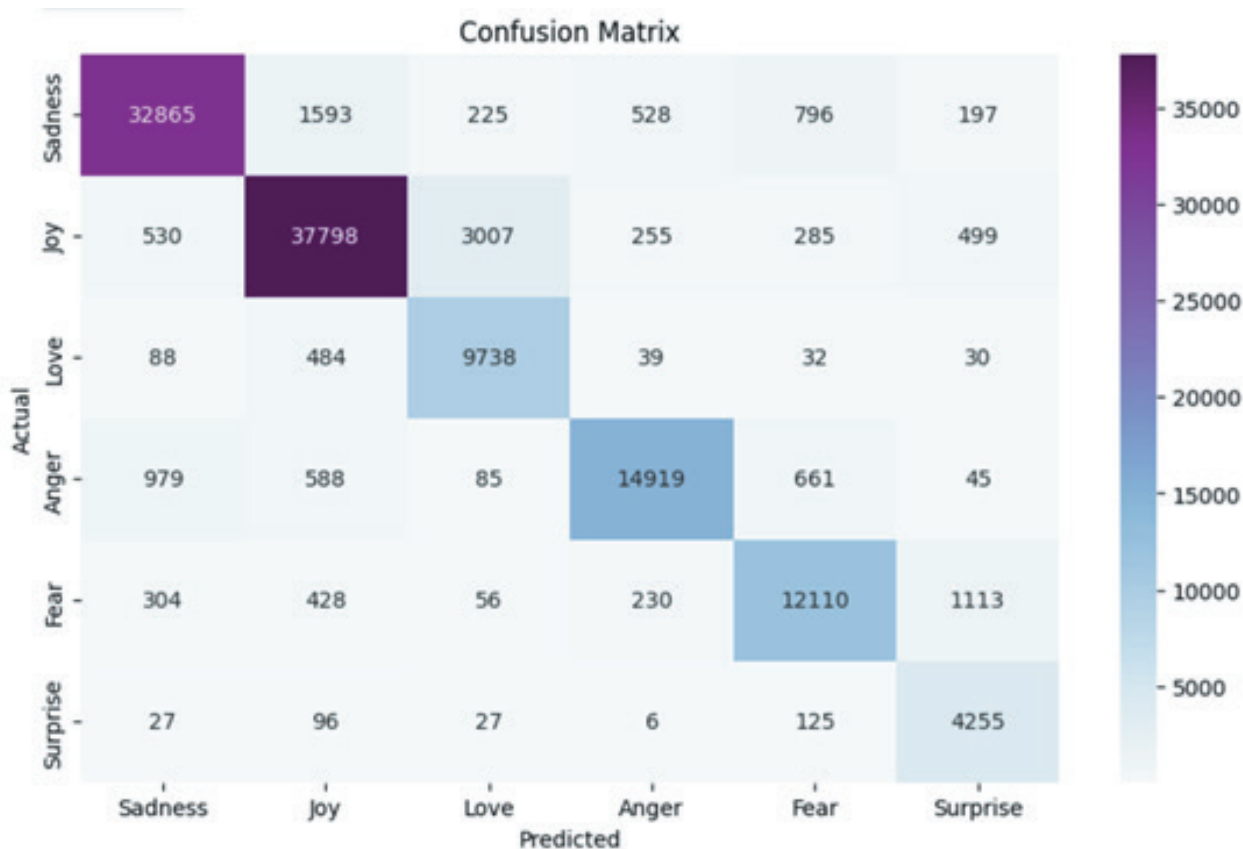 Confusion Matrix
Sadness 32865 1593 225 528 796 197
Joy 530 37798 3007 255 285 499
Love 88 484 9738 39 32 30
Anger 979 588 85 14919 661 45
Fear 304 428 56 230 12110 1113
Surprise 27 96 27 6 125 4255
Actual
Sadness Joy Love Anger Fear Surprise
Predicted
35000
30000
25000
20000
15000
10000
5000